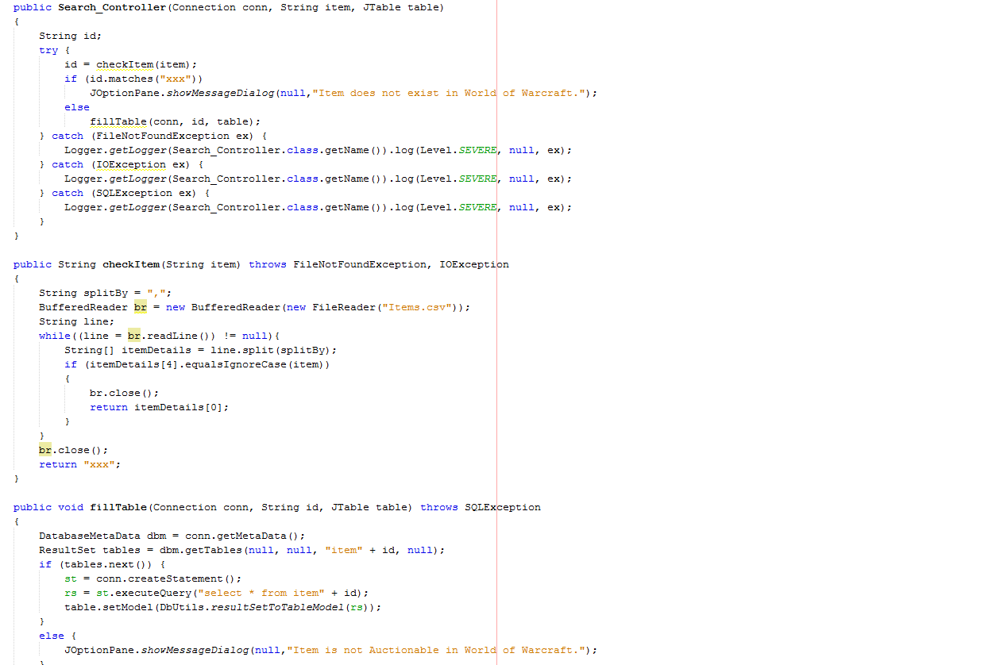 public Search_Controller(Connection conn, String item, JTable table)
{
    String id;
    try {
        id = checkItem(item);
        if (id.matches("xxx"))
            JOptionPane.showMessageDialog(null,"Item does not exist in World of Warcraft.");
        else
            fillTable(conn, id, table);
    } catch (FileNotFoundException ex) {
        Logger.getLogger(Search_Controller.class.getName()).log(Level.SEVERE, null, ex);
    } catch (IOException ex) {
        Logger.getLogger(Search_Controller.class.getName()).log(Level.SEVERE, null, ex);
    } catch (SQLException ex) {
        Logger.getLogger(Search_Controller.class.getName()).log(Level.SEVERE, null, ex);
    }
}

public String checkItem(String item) throws FileNotFoundException, IOException
{
    String splitBy = ",";
    BufferedReader br = new BufferedReader(new FileReader("Items.csv"));
    String line;
    while((line = br.readLine()) != null){
        String[] itemDetails = line.split(splitBy);
        if (itemDetails[4].equalsIgnoreCase(item))
        {
            br.close();
            return itemDetails[0];
        }
    }
    br.close();
    return "xxx";
}

public void fillTable(Connection conn, String id, JTable table) throws SQLException
{
    DatabaseMetaData dbm = conn.getMetaData();
    ResultSet tables = dbm.getTables(null, null, "item" + id, null);
    if (tables.next()) {
        st = conn.createStatement();
        rs = st.executeQuery("select * from item" + id);
        table.setModel(DbUtils.resultSetToTableModel(rs));
    }
    else {
        JOptionPane.showMessageDialog(null,"Item is not Auctionable in World of Warcraft.");
    }